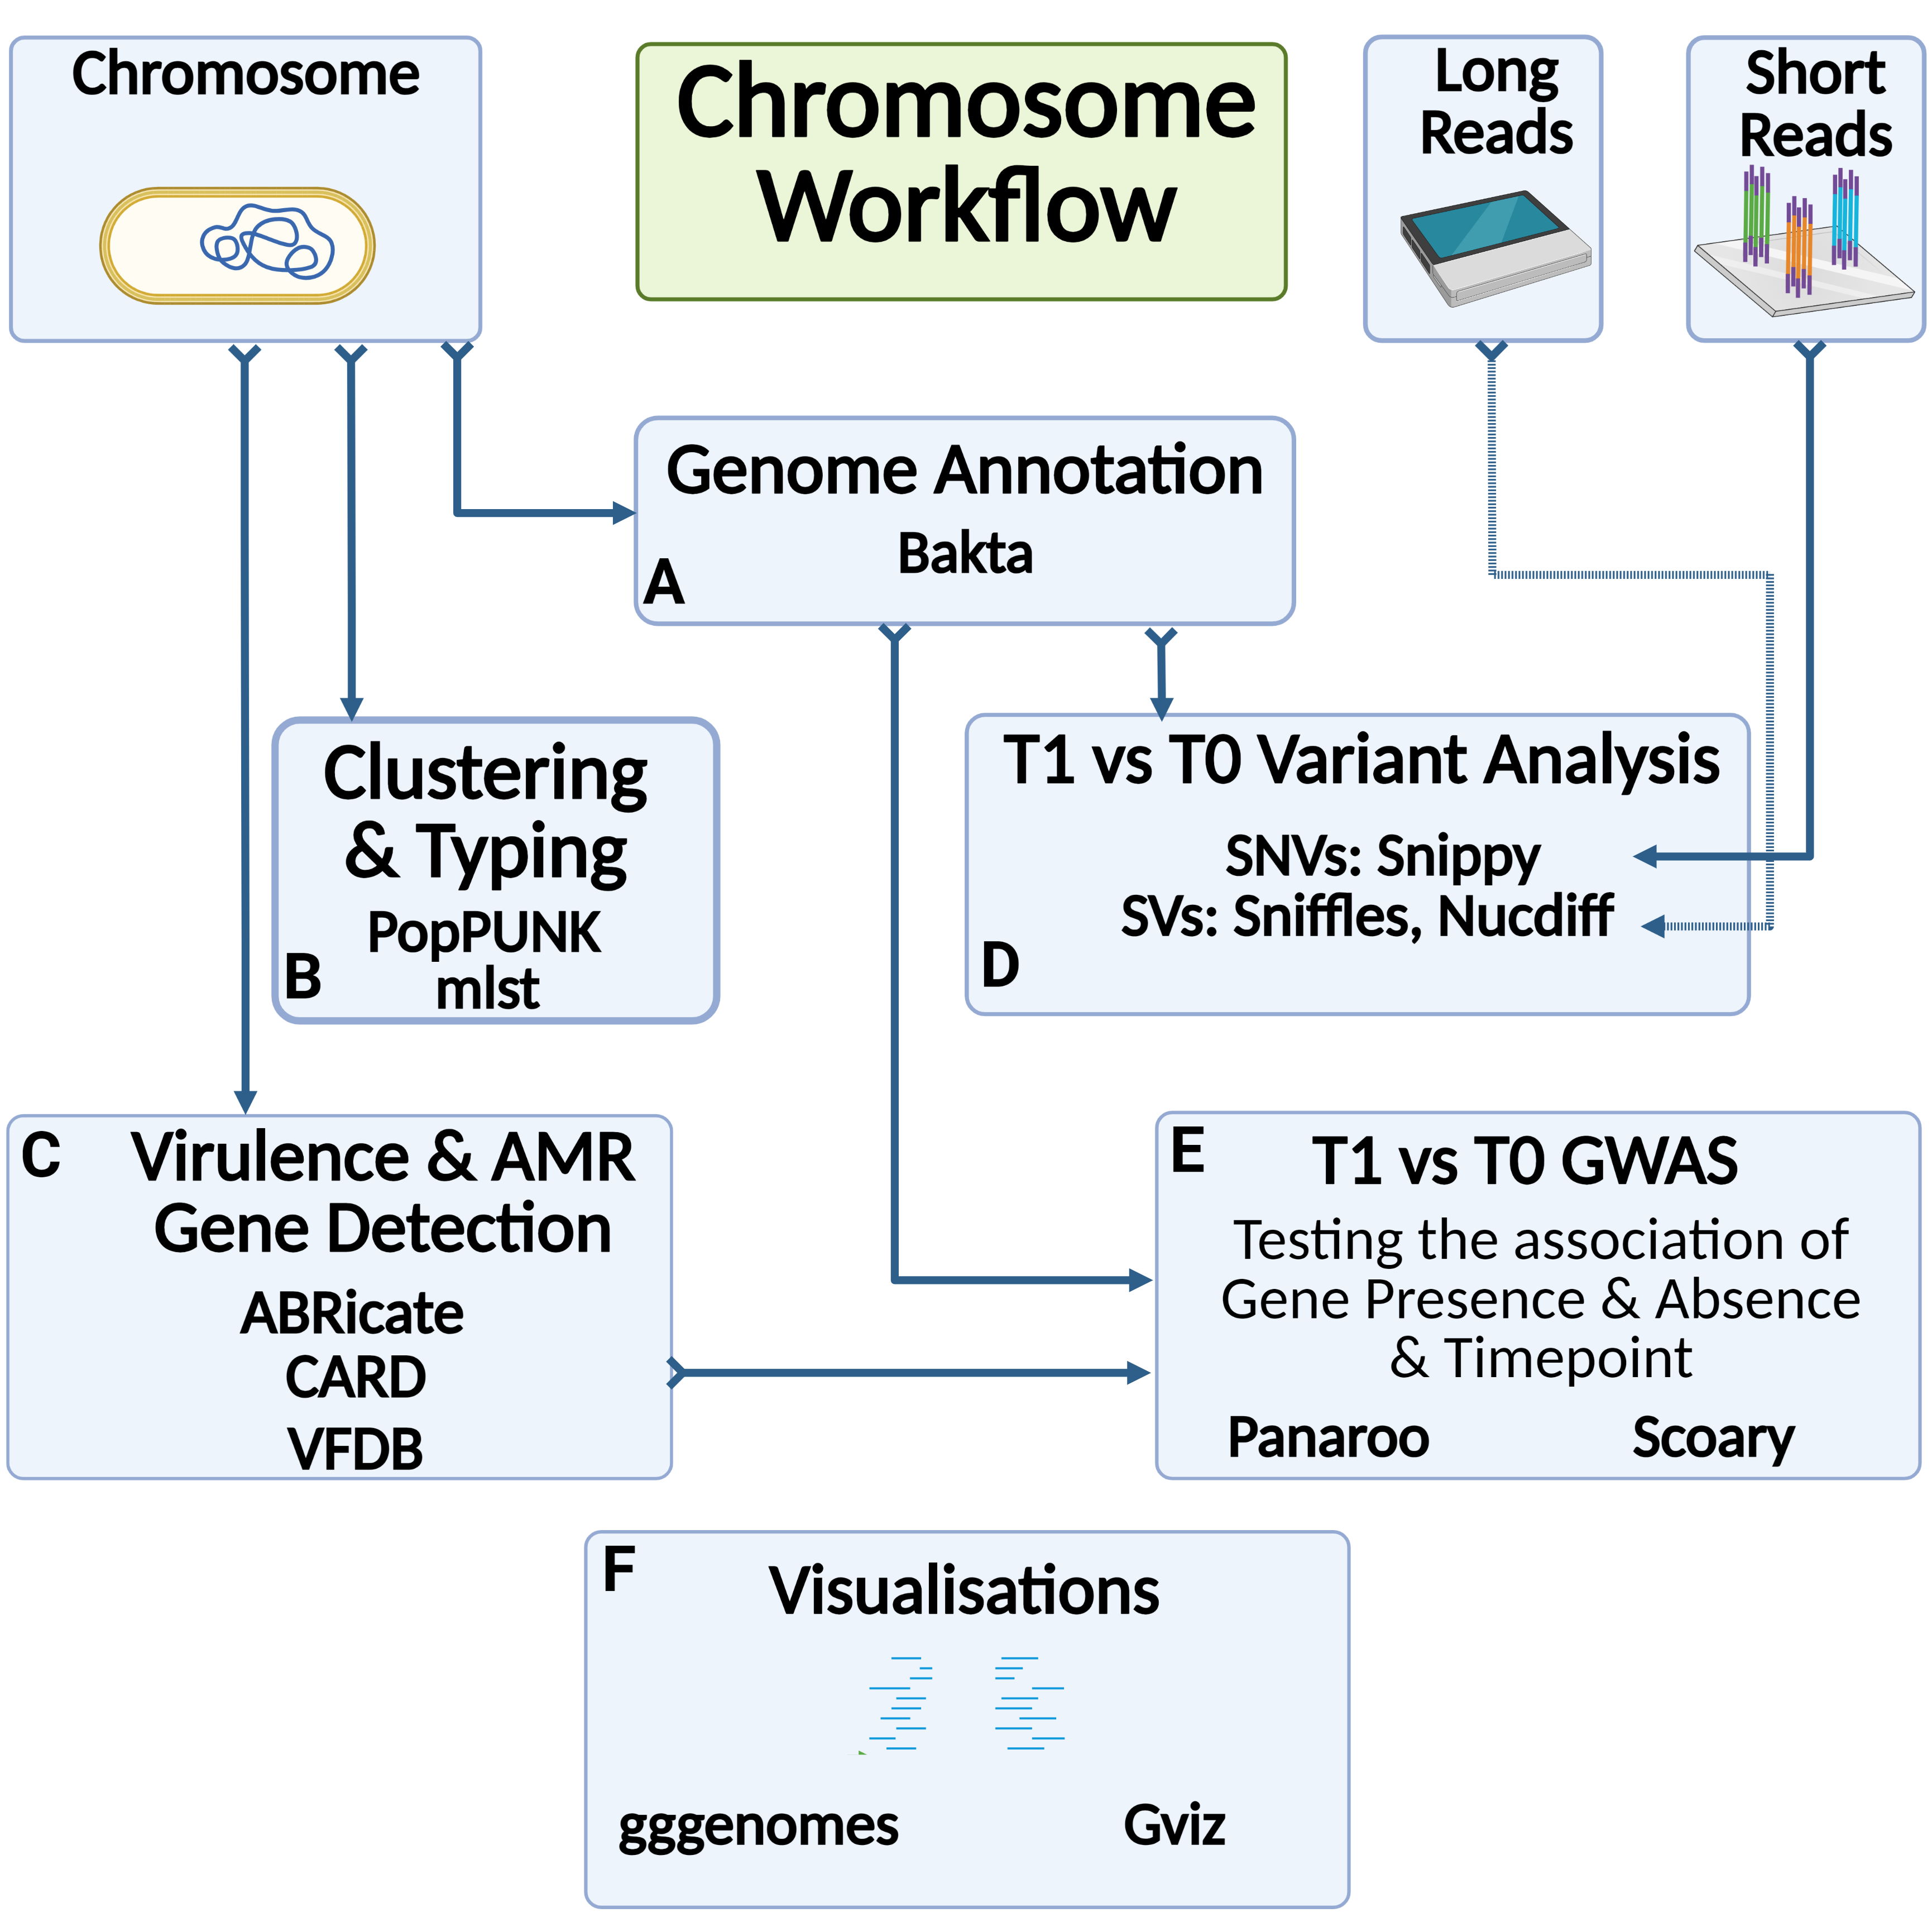 Chromosome
Chromosome
Workflow
Long
Reads
Short
Reads
Genome Annotation
Bakta
A
Clustering
& Typing
PopPUNK
mlst
B
T1 vs T0 Variant Analysis
SNVs: Snippy
SVs: Sniffles, Nucdiff
D
C
Virulence & AMR
Gene Detection
ABRicate
CARD
VFDB
E
T1 vs T0 GWAS
Testing the association of
Gene Presence & Absence
& Timepoint
Panaroo
Scoary
F
Visualisations
gggenomes
Gviz